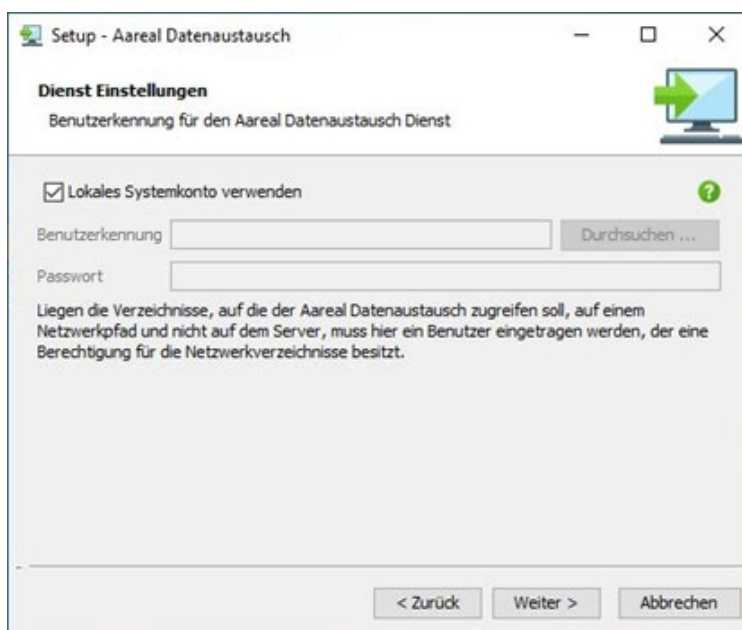 Setup - Aareal Datenaustausch
Dienst Einstellungen
Benutzerkennung für den Aareal Datenaustausch Dienst
Lokales Systemkonto verwenden
?
Benutzerkennung
Durchsuchen ...
Passwort
Liegen die Verzeichnisse, auf die der Aareal Datenaustausch zugreifen soll, auf einem
Netzwerkpfad und nicht auf dem Server, muss hier ein Benutzer eingetragen werden, der eine
Berechtigung für die Netzwerkverzeichnisse besitzt.
< Zurück
Weiter >
Abbrechen